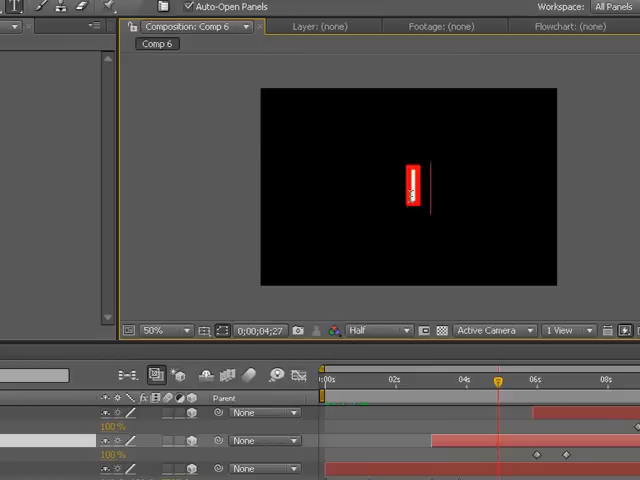 T Auto-Open Panels Workspace: All Panels
Composition: Comp 6 Layer: (none) Footage: (none) Flowchart: (none)
Comp 6
I
50% 0;00;04;27 Half Active Camera 1 View
:00s 02s 04s 06s 08s
fx Parent
None
100 %
None
100 %
None